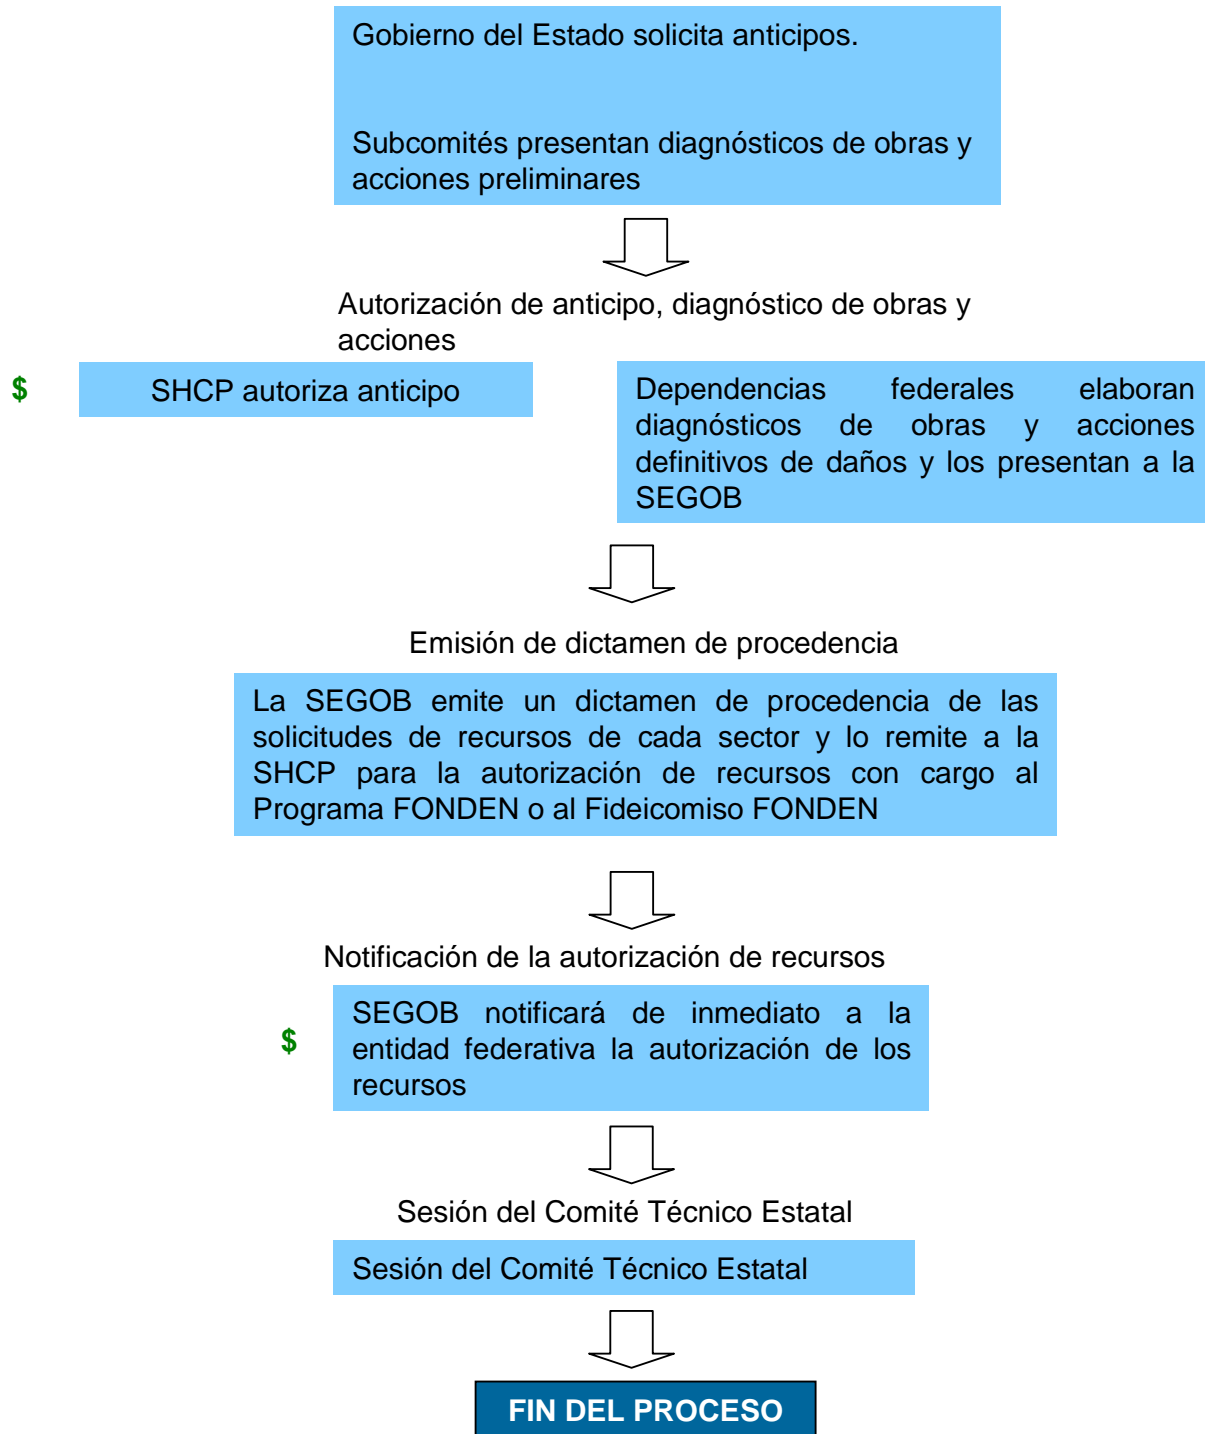 Gobierno del Estado solicita anticipos.
Subcomités presentan diagnósticos de obras y
acciones preliminares
Autorización de anticipo, diagnóstico de obras y
acciones
$
SHCP autoriza anticipo
Dependencias federales elaboran
diagnósticos de obras y acciones
definitivos de daños y los presentan a la
SEGOB
Emisión de dictamen de procedencia
La SEGOB emite un dictamen de procedencia de las
solicitudes de recursos de cada sector y lo remite a la
SHCP para la autorización de recursos con cargo al
Programa FONDEN o al Fideicomiso FONDEN
Notificación de la autorización de recursos
$
SEGOB notificará de inmediato a la
entidad federativa la autorización de los
recursos
Sesión del Comité Técnico Estatal
Sesión del Comité Técnico Estatal
FIN DEL PROCESO